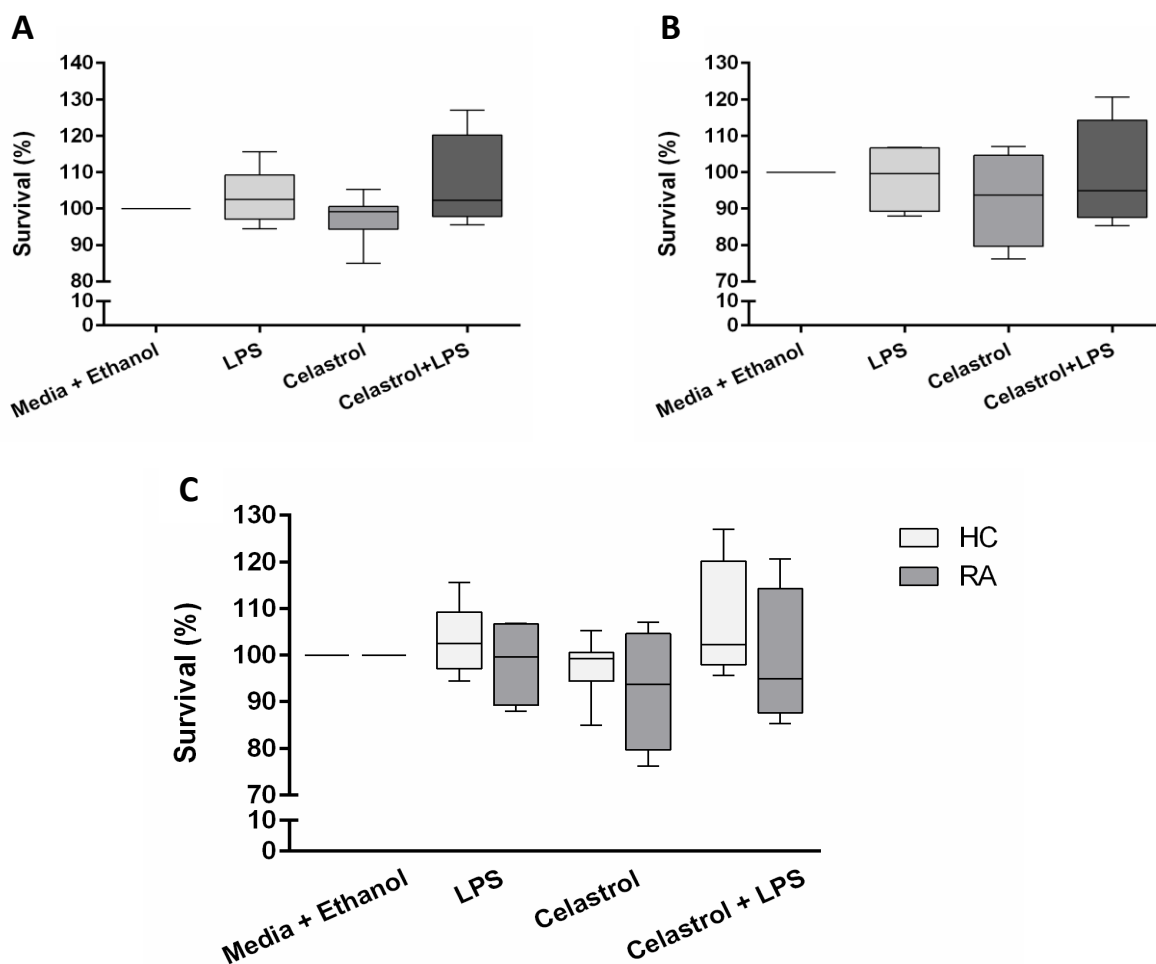 A
Survival (%)
140
130
120
110
100
90
80
10
0
Media + Ethanol
LPS
Celastrol
Celastrol+LPS
B
Survival (%)
130
120
110
100
90
80
70
10
0
Media + Ethanol
LPS
Celastrol
Celastrol+LPS
C
Survival (%)
130
120
110
100
90
80
70
10
0
Media + Ethanol
LPS
Celastrol
Celastrol + LPS
HC
RA